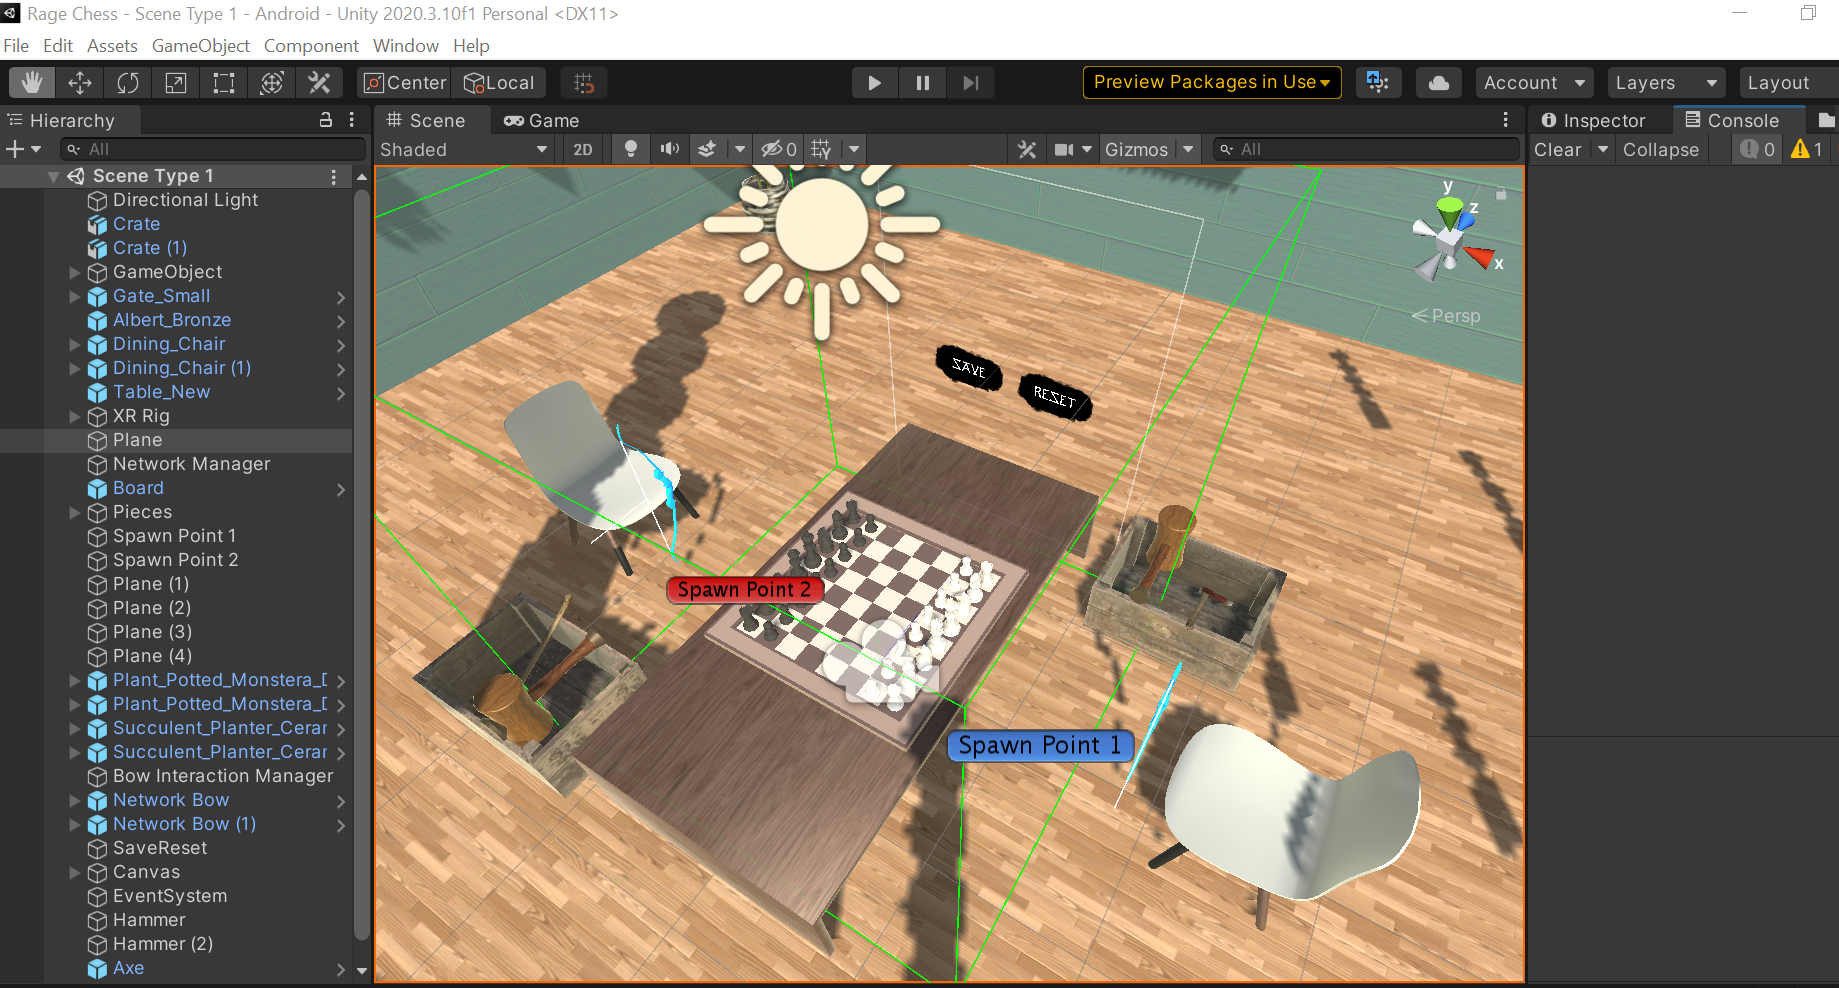 Rage Chess - Scene Type 1 - Android - Unity 2020.3.10f1 Personal <DX11>
File Edit Assets GameObject Component Window Help
Center Local Preview Packages in Use Account Layers Layout
Hierarchy Scene Game Inspector Console
All Shaded 2D 0 Gizmos All Clear Collapse 0 1
Scene Type 1
Directional Light
Crate
Crate (1)
GameObject
Gate_Small
Albert_Bronze
Dining_Chair
Dining_Chair (1)
Table_New
XR Rig
Plane
Network Manager
Board
Pieces
Spawn Point 1
Spawn Point 2
Plane (1)
Plane (2)
Plane (3)
Plane (4)
Plant_Potted_Monstera_D
Plant_Potted_Monstera_D
Succulent_Planter_Cerar
Succulent_Planter_Cerar
Bow Interaction Manager
Network Bow
Network Bow (1)
SaveReset
Canvas
EventSystem
Hammer
Hammer (2)
Axe
y
z
x
Persp
SAVE
RESET
Spawn Point 2
Spawn Point 1